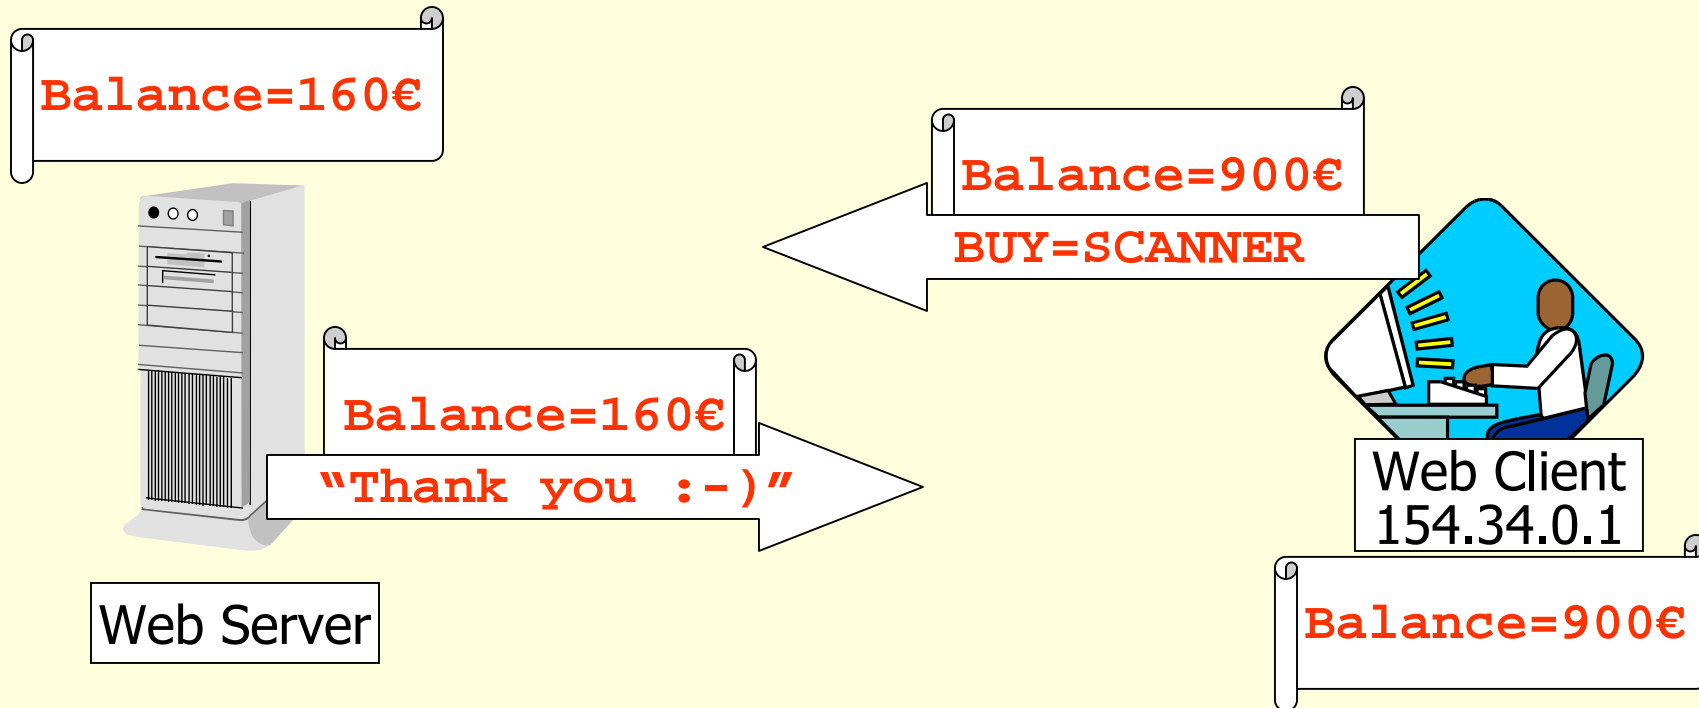 Balance=160€
Balance=900€
BUY=SCANNER
Balance=160€
“Thank you :-)”
Web Client
154.34.0.1
Web Server
Balance=900€